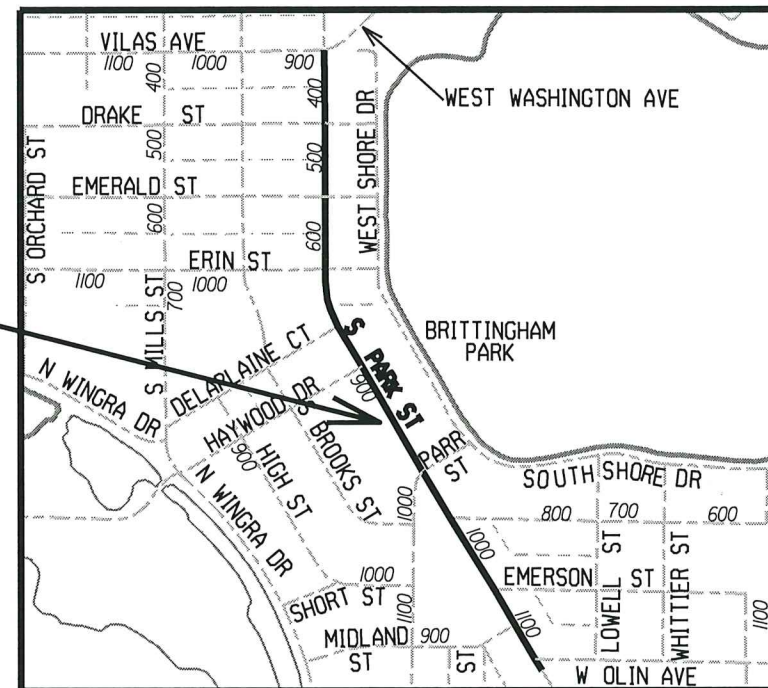 VILAS AVE
1100 1000 900
400
400
WEST WASHINGTON AVE
DRAKE ST
WEST SHORE DR
500
500
S ORCHARD ST
EMERALD ST
600
600
ERIN ST
1100 1000
700
S MILLS ST
BRITTINGHAM
PARK
S PARK ST
DELAPLAINE CT
N WINGRA DR
900
HAYWOOD DR
S BROOKS ST
PARR
ST
900
HIGH ST
N WINGRA DR
SOUTH SHORE DR
1000
800 700 600
1000
LOWELL ST
WHITTIER ST
1000
EMERSON ST
SHORT ST
1100
1100
1100
MIDLAND
ST
900
ST
W OLIN AVE